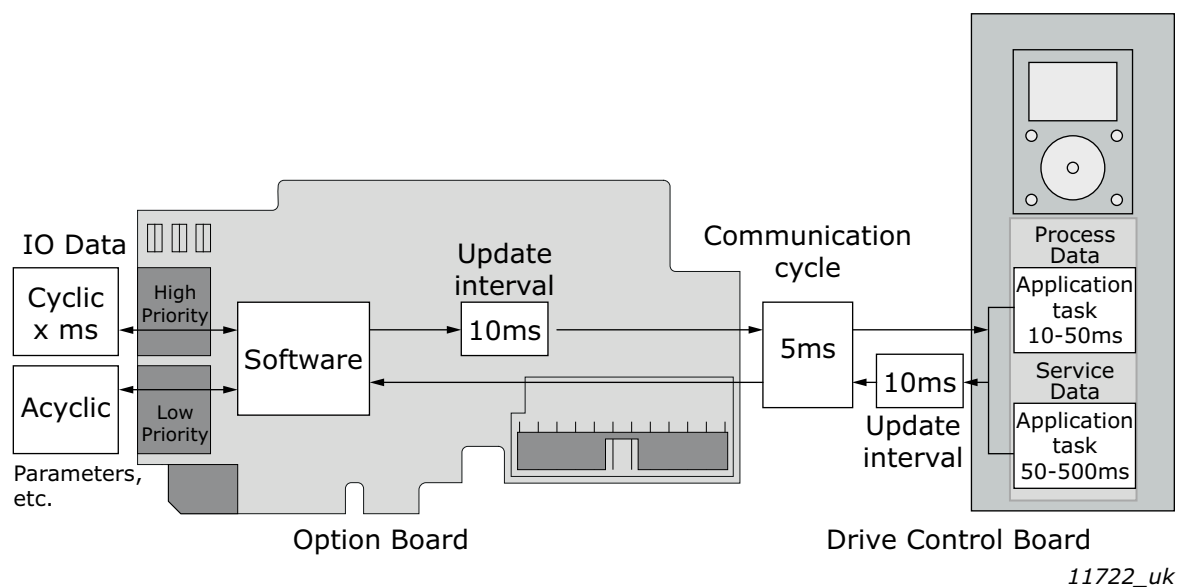 IO Data
Cyclic
x ms
High
Priority
Acyclic
Low
Priority
Parameters,
etc.
Software
Update
interval
10ms
Option Board
Communication
cycle
5ms
10ms
Update
interval
Process
Data
Application
task
10-50ms
Service
Data
Application
task
50-500ms
Drive Control Board
11722_uk